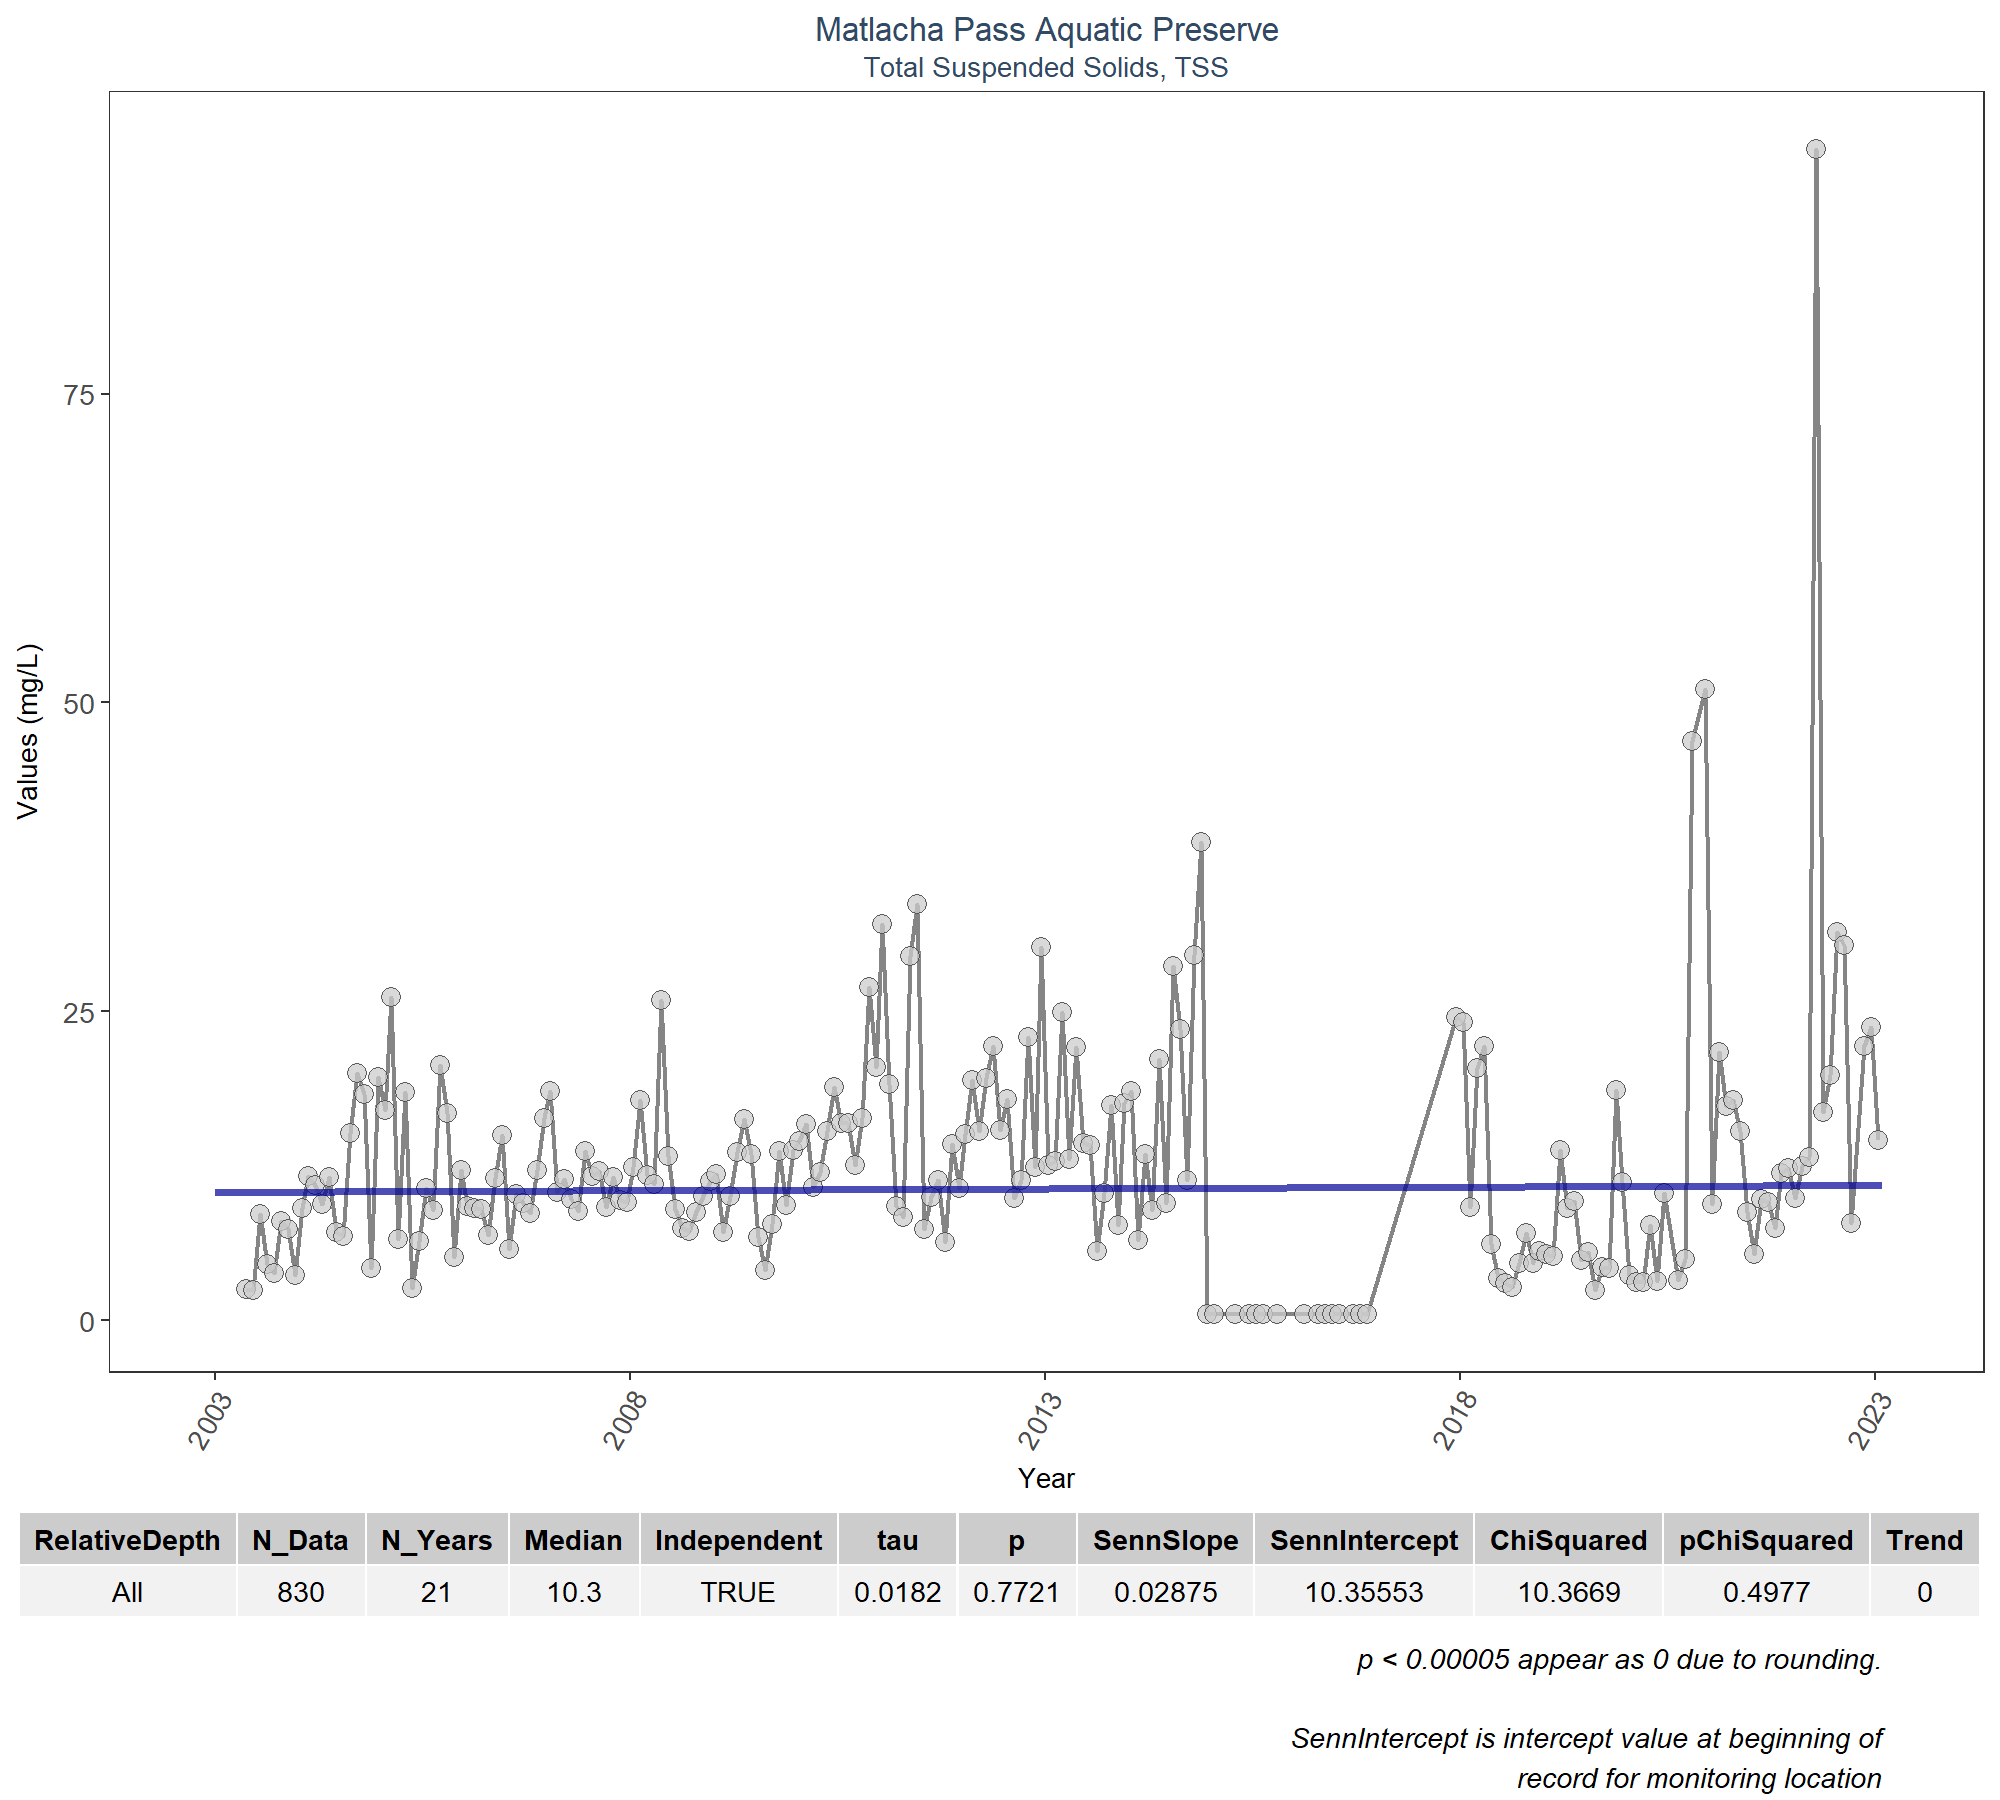 Matlacha Pass Aquatic Preserve
Total Suspended Solids, TSS
Values (mg/L)
75
50
25
0
2003 2008 2013 2018 2023
Year
RelativeDepth N_Data N_Years Median Independent tau p SennSlope SennIntercept ChiSquared pChiSquared Trend
All 830 21 10.3 TRUE 0.0182 0.7721 0.02875 10.35553 10.3669 0.4977 0
p < 0.00005 appear as 0 due to rounding.
SennIntercept is intercept value at beginning of
record for monitoring location